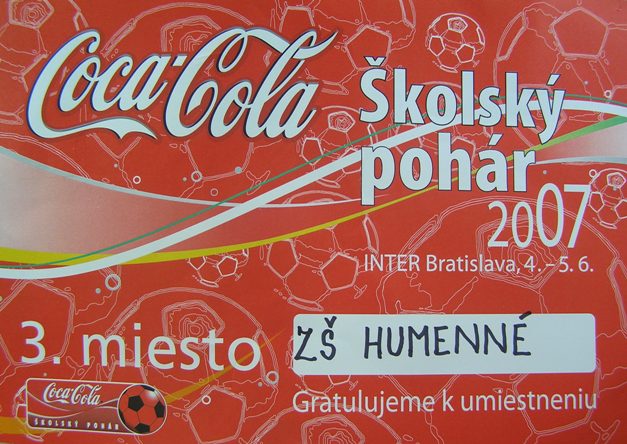 Coca-Cola
Školský
pohár
2007
INTER Bratislava, 4. – 5. 6.
3. miesto
ZŠ HUMENNÉ
Gratulujeme k umiestneniu
Coca-Cola
ŠKOLSKÝ POHÁR